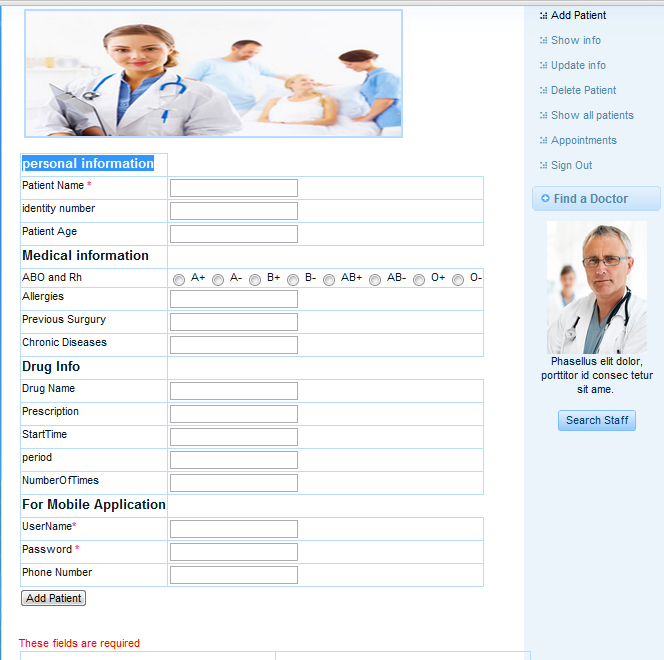 personal information
Patient Name *
identity number
Patient Age
Medical information
ABO and Rh A+ A- B+ B- AB+ AB- O+ O-
Allergies
Previous Surgery
Chronic Diseases
Drug Info
Drug Name
Prescription
StartTime
period
NumberOfTimes
For Mobile Application
UserName*
Password *
Phone Number
Add Patient
These fields are required
Add Patient
Show info
Update info
Delete Patient
Show all patients
Appointments
Sign Out
Find a Doctor
Phasellus elit dolor,
porttitor id consec tetur
sit ame.
Search Staff